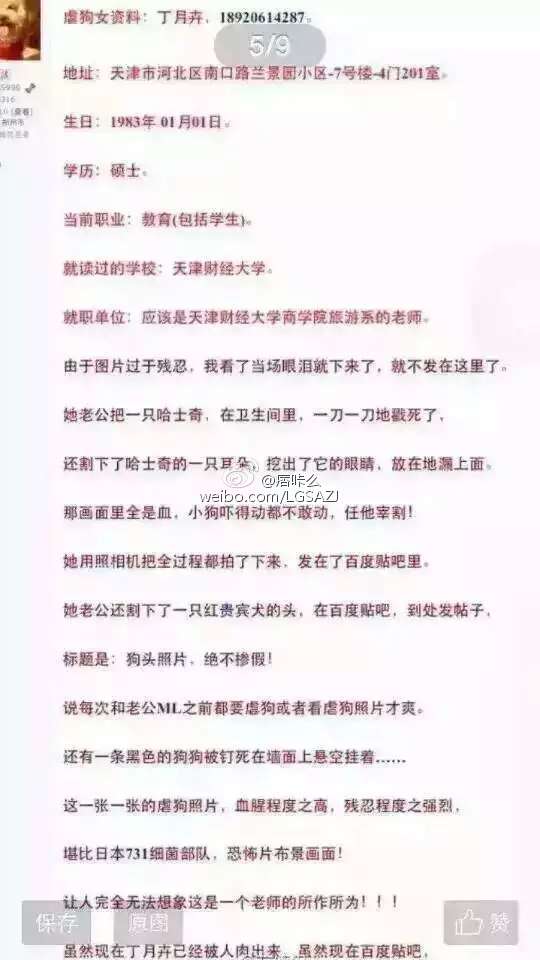 虐狗女资料：丁月卉，18920614287。
5/9
地址：天津市河北区南口路兰景园小区-7号楼-4门201室。
生日：1983年 01月01日。
学历：硕士。
当前职业：教育(包括学生)。
就读过的学校：天津财经大学。
就职单位：应该是天津财经大学商学院旅游系的老师。
由于图片过于残忍，我看了当场眼泪就下来了，就不发在这里了。
她老公把一只哈士奇，在卫生间里，一刀一刀地戳死了，
还割下了哈士奇的一只耳朵，挖出了它的眼睛，放在地漏上面。
@唇咔么
weibo.com/LGSAZJ
那画面里全是血，小狗吓得动都不敢动，任他宰割！
她用照相机把全过程都拍了下来，发在了百度贴吧里。
她老公还割下了一只红贵宾犬的头，在百度贴吧，到处发帖子，
标题是：狗头照片，绝不掺假！
说每次和老公ML之前都要虐狗或者看虐狗照片才爽。
还有一条黑色的狗狗被钉死在墙面上悬空挂着……
这一张一张的虐狗照片，血腥程度之高，残忍程度之强烈，
堪比日本731细菌部队，恐怖片布景画面！
让人完全无法想象这是一个老师的所作所为！！！
保存
原图
赞
虽然现在丁月卉已经被人肉出来，虽然现在百度贴吧，